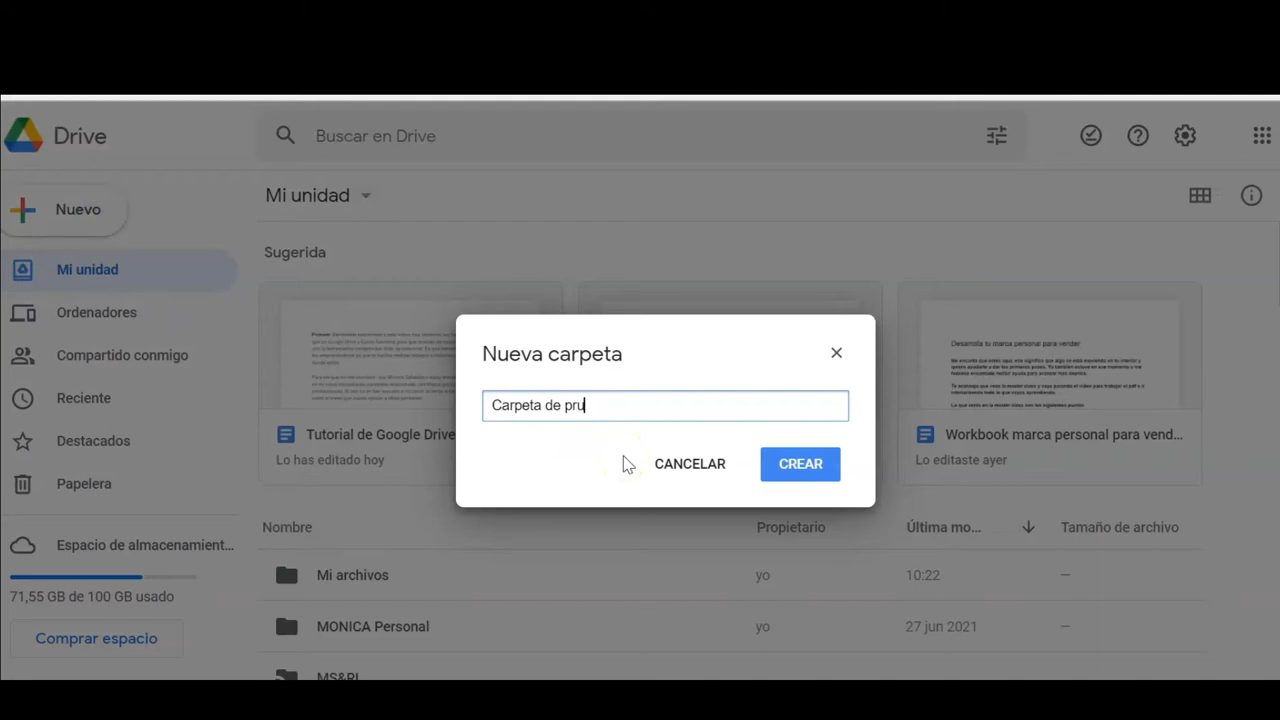 Drive
Buscar en Drive
Nuevo
Mi unidad
Sugerida
Mi unidad
Ordenadores
Compartido conmigo
Reciente
Destacados
Papelera
Espacio de almacenamient...
71,55 GB de 100 GB usado
Comprar espacio
Tutorial de Google Drive
Lo has editado hoy
Desarrolla tu marca personal para vender
Workbook marca personal para vend...
Lo editaste ayer
Nueva carpeta
Carpeta de pru
CANCELAR
CREAR
Nombre
Propietario
Última mo...
Tamaño de archivo
Mi archivos
yo
10:22
—
MONICA Personal
yo
27 jun 2021
—